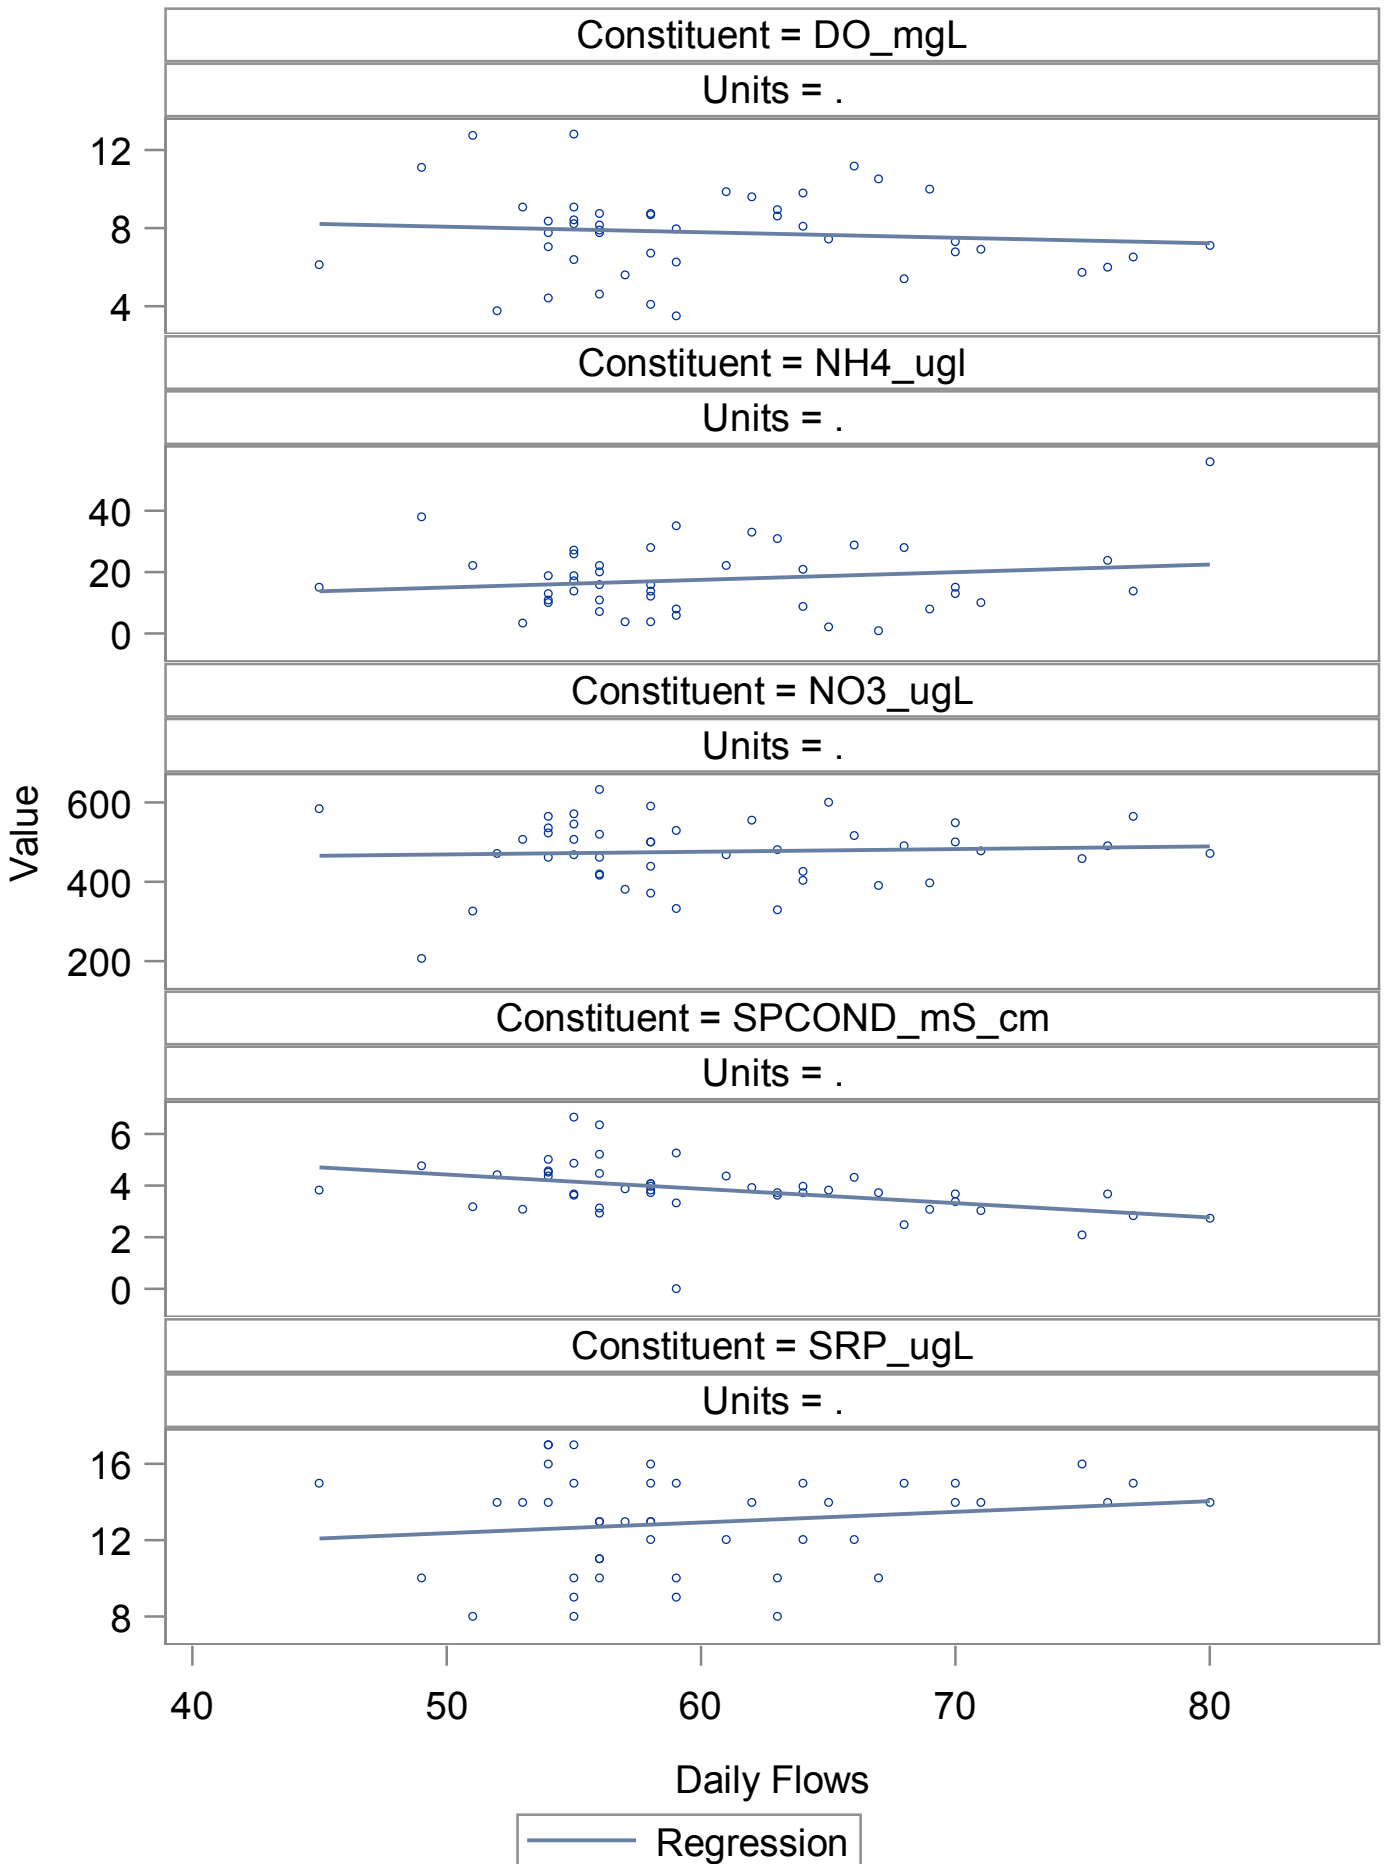 Constituent = DO_mgL
Units = .
12
8
4
Constituent = NH4_ugl
Units = .
40
20
0
Constituent = NO3_ugL
Units = .
600
400
200
Value
Constituent = SPCOND_mS_cm
Units = .
6
4
2
0
Constituent = SRP_ugL
Units = .
16
12
8
40 50 60 70 80
Daily Flows
Regression